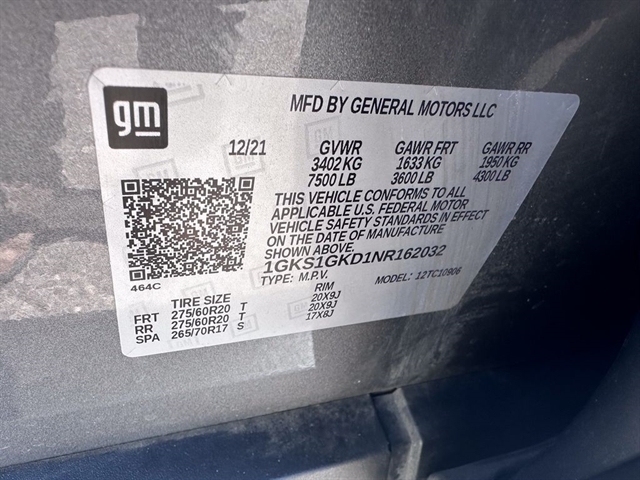 gm
MFD BY GENERAL MOTORS LLC
12/21 GVWR GAWR FRT GAWR RR
3402 KG 1633 KG 1950 KG
7500 LB 3600 LB 4300 LB
THIS VEHICLE CONFORMS TO ALL
APPLICABLE U.S. FEDERAL MOTOR
VEHICLE SAFETY STANDARDS IN EFFECT
ON THE DATE OF MANUFACTURE
SHOWN ABOVE.
1GKS1GKD1NR162032
464C TYPE: M.P.V. MODEL: 12TC10906
TIRE SIZE RIM
FRT 275/60R20 T 20X9J
RR 275/60R20 T 20X9J
SPA 265/70R17 S 17X8J